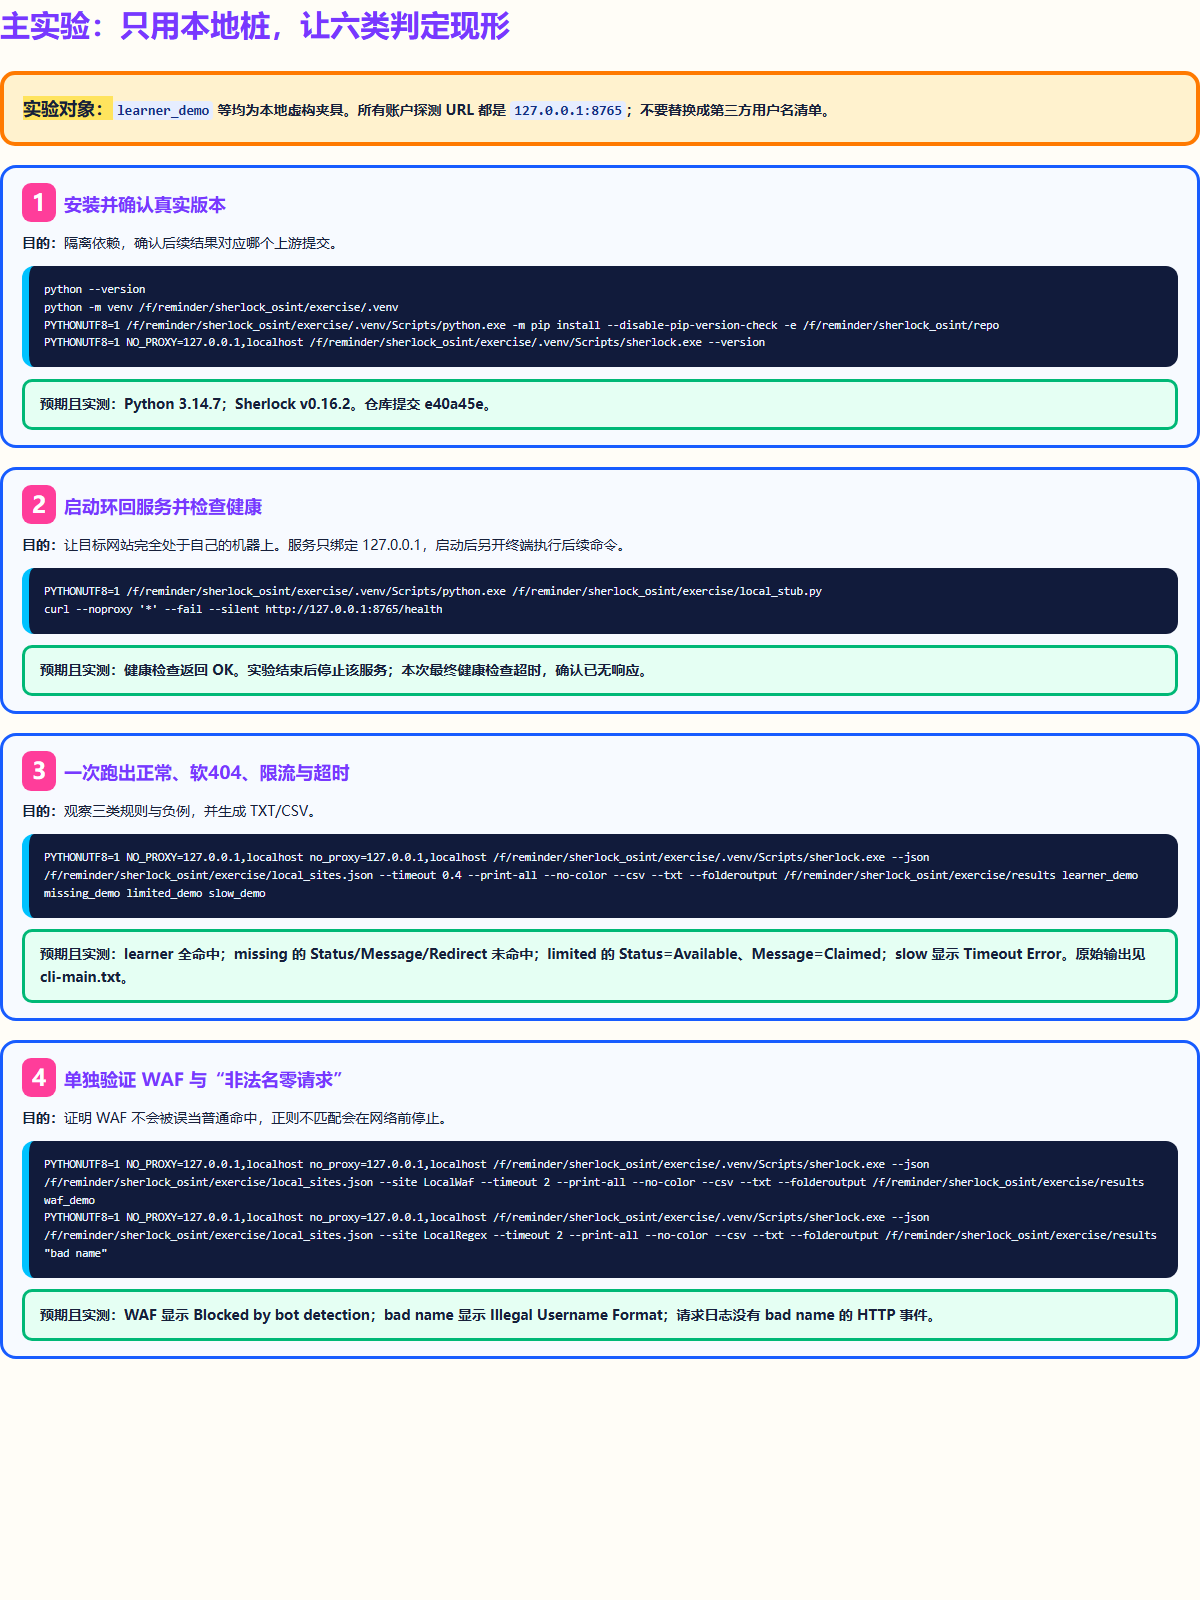 主实验：只用本地桩，让六类判定现形
实验对象： learner_demo 等均为本地虚构夹具。所有账户探测 URL 都是 127.0.0.1:8765；不要替换成第三方用户名清单。
1 安装并确认真实版本
目的：隔离依赖，确认后续结果对应哪个上游提交。
python --version
python -m venv /f/reminder/sherlock_osint/exercise/.venv
PYTHONUTF8=1 /f/reminder/sherlock_osint/exercise/.venv/Scripts/python.exe -m pip install --disable-pip-version-check -e /f/reminder/sherlock_osint/repo
PYTHONUTF8=1 NO_PROXY=127.0.0.1,localhost /f/reminder/sherlock_osint/exercise/.venv/Scripts/sherlock.exe --version
预期且实测：Python 3.14.7；Sherlock v0.16.2。仓库提交 e40a45e。
2 启动环回服务并检查健康
目的：让目标网站完全处于自己的机器上。服务只绑定 127.0.0.1，启动后另开终端执行后续命令。
PYTHONUTF8=1 /f/reminder/sherlock_osint/exercise/.venv/Scripts/python.exe /f/reminder/sherlock_osint/exercise/local_stub.py
curl --noproxy '*' --fail --silent http://127.0.0.1:8765/health
预期且实测：健康检查返回 OK。实验结束后停止该服务；本次最终健康检查超时，确认已无响应。
3 一次跑出正常、软404、限流与超时
目的：观察三类规则与负例，并生成 TXT/CSV。
PYTHONUTF8=1 NO_PROXY=127.0.0.1,localhost no_proxy=127.0.0.1,localhost /f/reminder/sherlock_osint/exercise/.venv/Scripts/sherlock.exe --json
/f/reminder/sherlock_osint/exercise/local_sites.json --timeout 0.4 --print-all --no-color --csv --txt --folderoutput /f/reminder/sherlock_osint/exercise/results learner_demo
missing_demo limited_demo slow_demo
预期且实测：learner 全命中；missing 的 Status/Message/Redirect 未命中；limited 的 Status=Available、Message=Claimed；slow 显示 Timeout Error。原始输出见
cli-main.txt。
4 单独验证 WAF 与“非法名零请求”
目的：证明 WAF 不会被误当普通命中，正则不匹配会在网络前停止。
PYTHONUTF8=1 NO_PROXY=127.0.0.1,localhost no_proxy=127.0.0.1,localhost /f/reminder/sherlock_osint/exercise/.venv/Scripts/sherlock.exe --json
/f/reminder/sherlock_osint/exercise/local_sites.json --site LocalWaf --timeout 2 --print-all --no-color --csv --txt --folderoutput /f/reminder/sherlock_osint/exercise/results
waf_demo
PYTHONUTF8=1 NO_PROXY=127.0.0.1,localhost no_proxy=127.0.0.1,localhost /f/reminder/sherlock_osint/exercise/.venv/Scripts/sherlock.exe --json
/f/reminder/sherlock_osint/exercise/local_sites.json --site LocalRegex --timeout 2 --print-all --no-color --csv --txt --folderoutput /f/reminder/sherlock_osint/exercise/results
"bad name"
预期且实测：WAF 显示 Blocked by bot detection；bad name 显示 Illegal Username Format；请求日志没有 bad name 的 HTTP 事件。